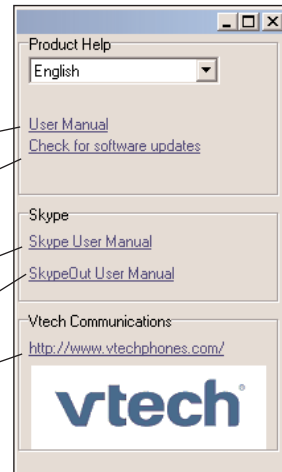 Product Help
English
User Manual
Check for software updates
Skype
Skype User Manual
SkypeOut User Manual
Vtech Communications
http://www.vtechphones.com/
vtech®